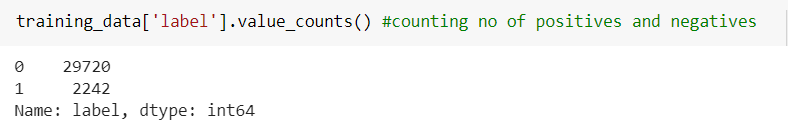 training_data['label'].value_counts() #counting no of positives and negatives
0    29720
1     2242
Name: label, dtype: int64